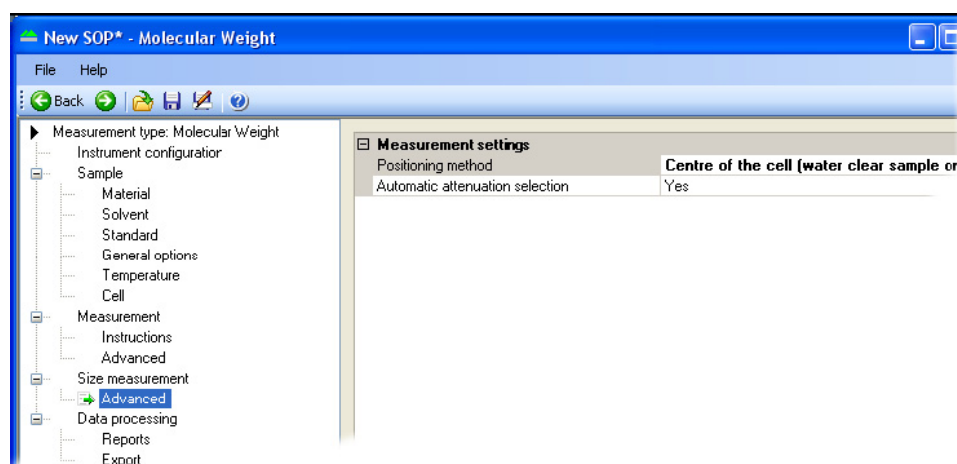 New SOP* - Molecular Weight
File Help
Back
Measurement type: Molecular Weight
Instrument configuration
Sample
Material
Solvent
Standard
General options
Temperature
Cell
Measurement
Instructions
Advanced
Size measurement
Advanced
Data processing
Reports
Export
Measurement settings
Positioning method Centre of the cell (water clear sample or
Automatic attenuation selection Yes